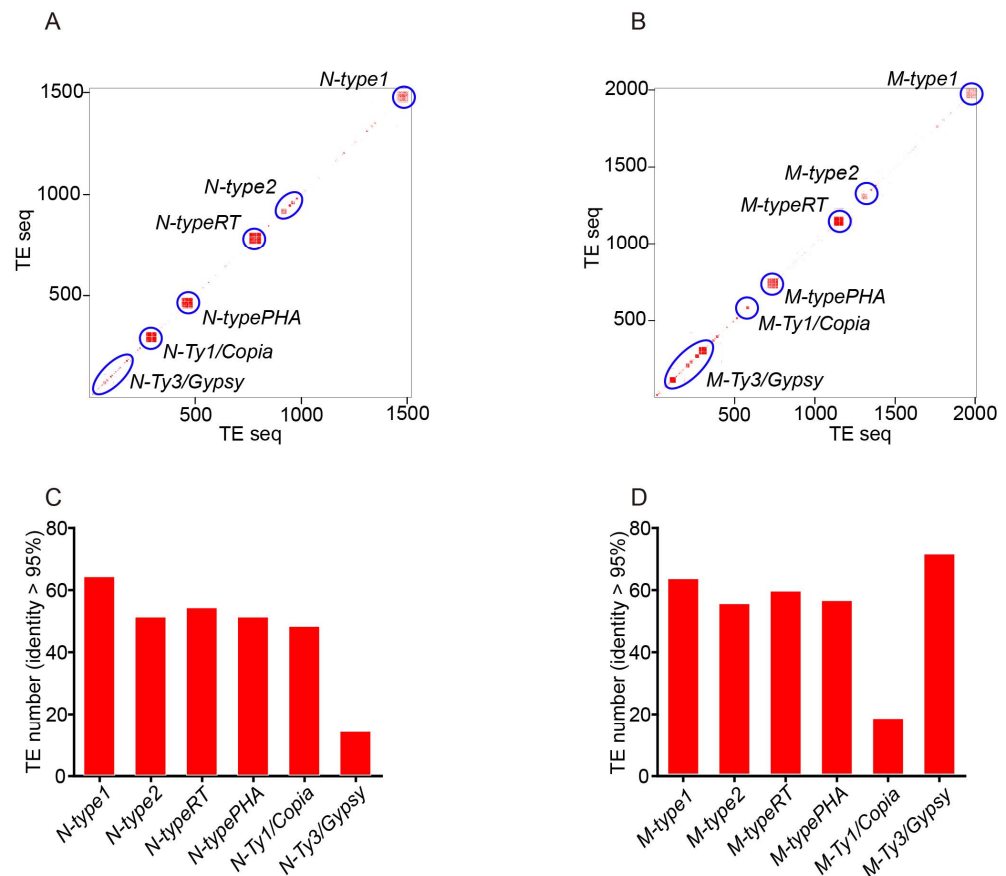 A
B
N-type1
1500
N-type2
1000
N-typeRT
TE seq
500
N-typePHA
N-Ty1/Copia
N-Ty3/Gypsy
500
1000
1500
TE seq
M-type1
2000
1500
M-type2
M-typeRT
1000
TE seq
M-typePHA
500
M-Ty1/Copia
M-Ty3/Gypsy
500
1000
1500
2000
TE seq
C
D
TE number (identity > 95%)
80
60
40
20
0
N-type1
N-type2
N-typeRT
N-typePHA
N-Ty1/Copia
N-Ty3/Gypsy
TE number (identity > 95%)
80
60
40
20
0
M-type1
M-type2
M-typeRT
M-typePHA
M-Ty1/Copia
M-Ty3/Gypsy